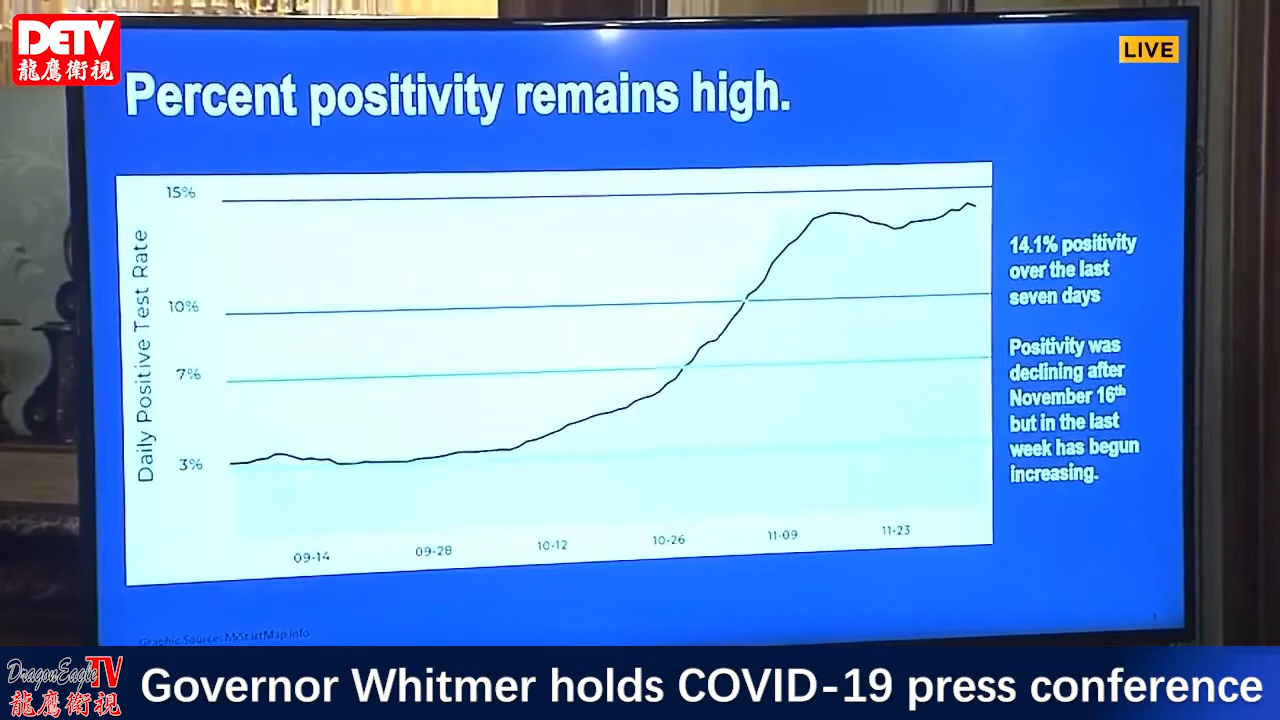 DETV
龍鷹衛視
LIVE
Percent positivity remains high.
15%
10%
7%
3%
Daily Positive Test Rate
09-14
09-28
10-12
10-26
11-09
11-23
14.1% positivity
over the last
seven days
Positivity was
declining after
November 16th
but in the last
week has begun
increasing.
Graphic Source: MiStartMap.info
DragonEagle TV
龍鷹衛視
Governor Whitmer holds COVID-19 press conference